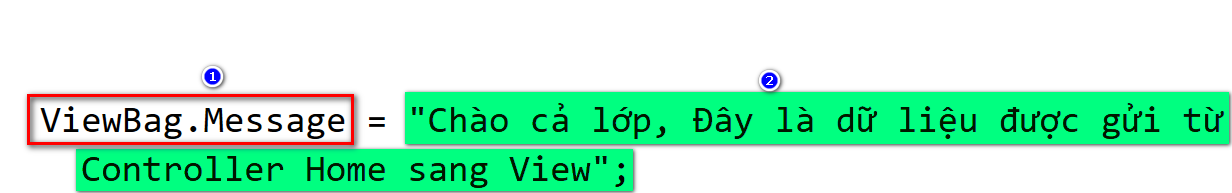 1 2
ViewBag.Message = "Chào cả lớp, Đây là dữ liệu được gửi từ
Controller Home sang View";